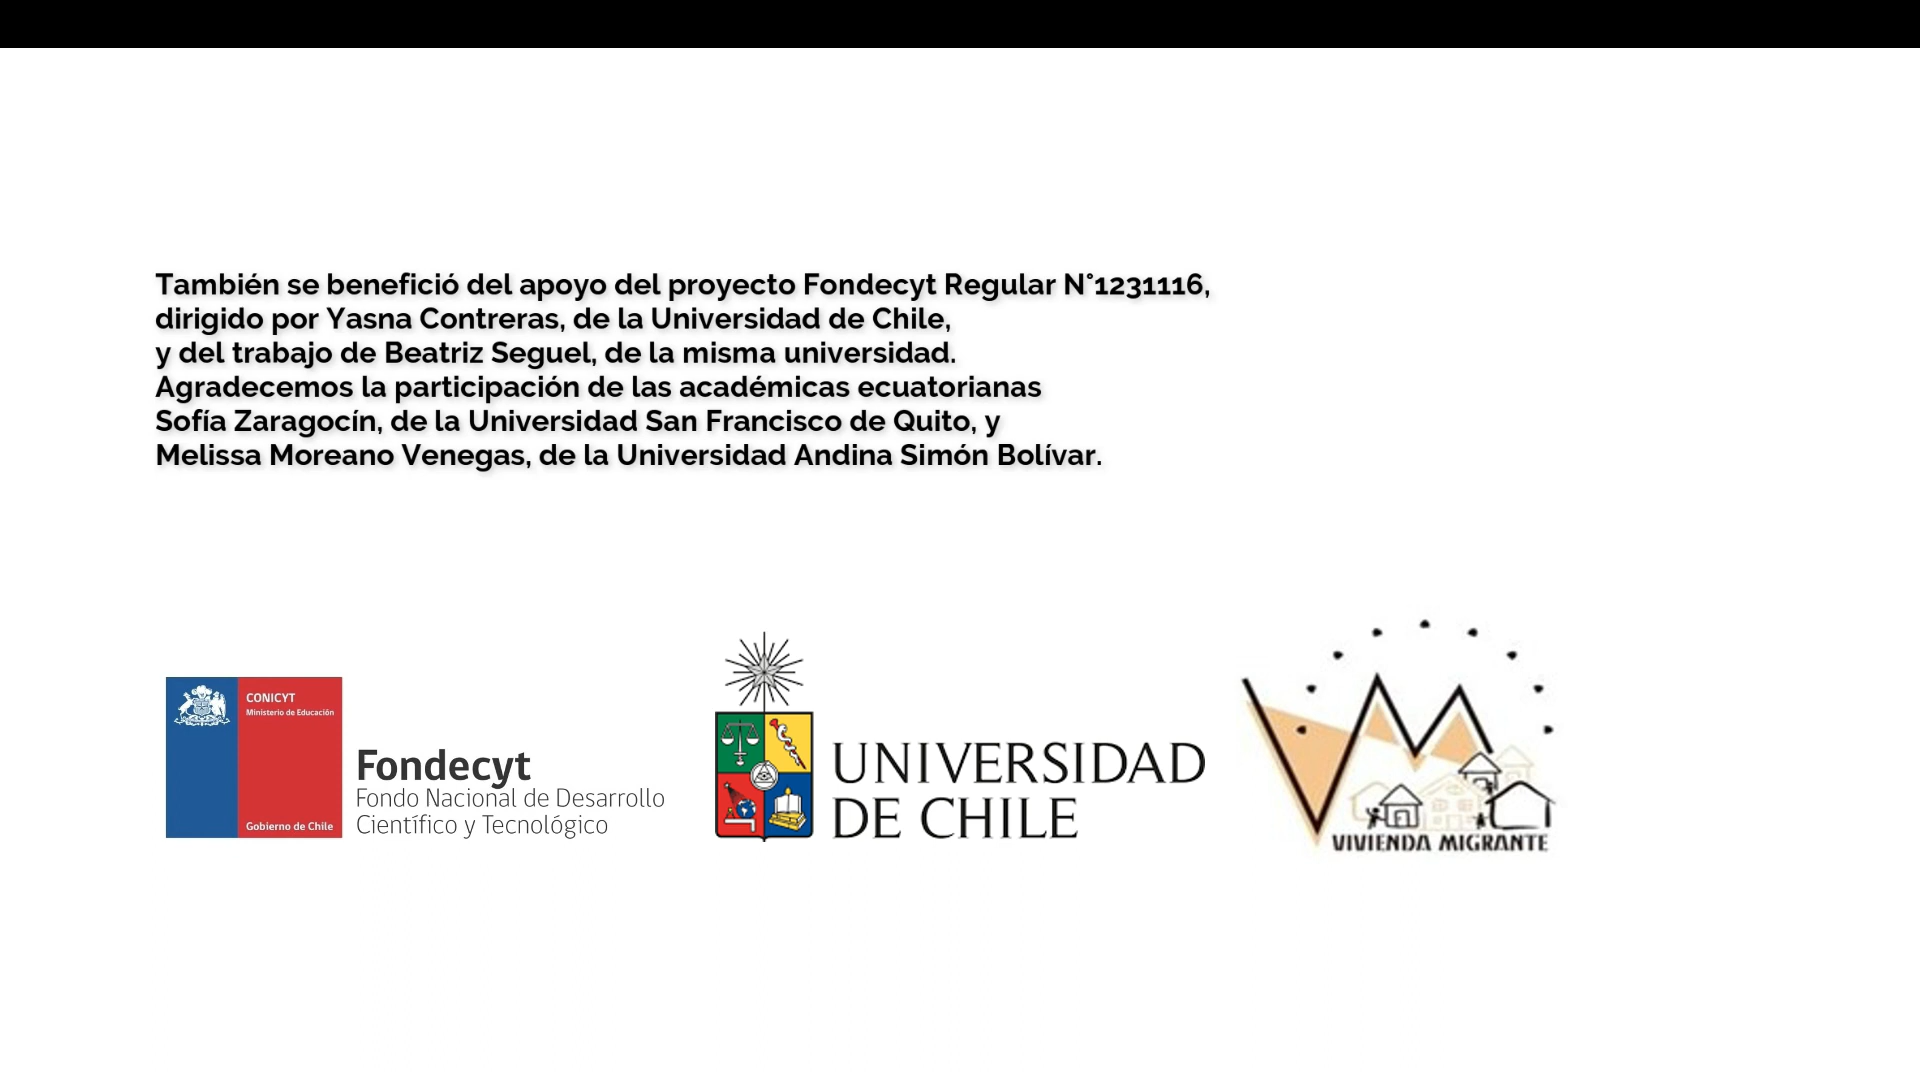 También se benefició del apoyo del proyecto Fondecyt Regular N°1231116,
dirigido por Yasna Contreras, de la Universidad de Chile,
y del trabajo de Beatriz Seguel, de la misma universidad.
Agradecemos la participación de las académicas ecuatorianas
Sofía Zaragocín, de la Universidad San Francisco de Quito, y
Melissa Moreano Venegas, de la Universidad Andina Simón Bolívar.
CONICYT
Ministerio de Educación
Gobierno de Chile
Fondecyt
Fondo Nacional de Desarrollo
Científico y Tecnológico
UNIVERSIDAD
DE CHILE
VM
VIVIENDA MIGRANTE